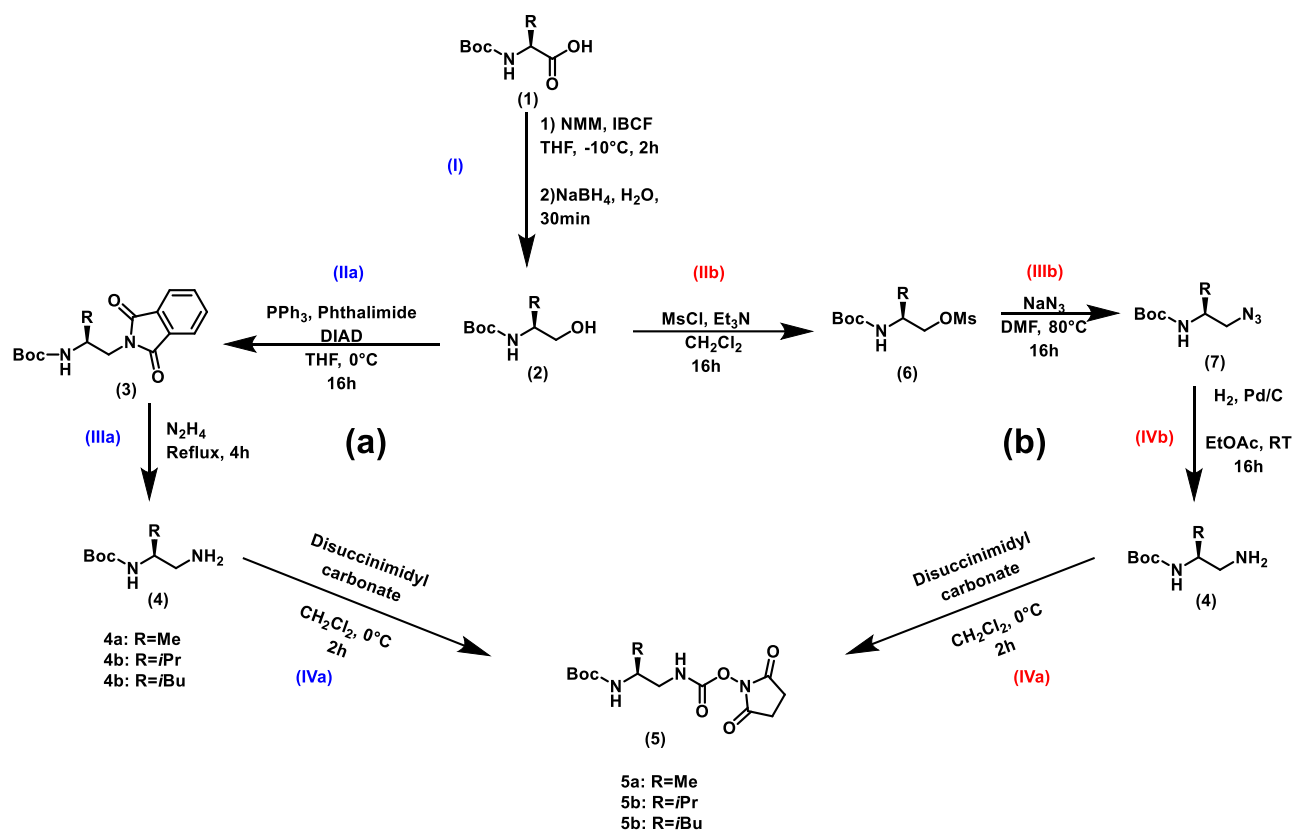 R
Boc
N
H
OH
O
(1)
1) NMM, IBCF
THF, -10°C, 2h
(I)
2)NaBH₄, H₂O,
30min
(IIa)
PPh₃, Phthalimide
DIAD
THF, 0°C
16h
(IIb)
MsCl, Et₃N
CH₂Cl₂
16h
(IIIb)
NaN₃
DMF, 80°C
16h
O
R
Boc
N
H
N
O
(3)
R
Boc
N
H
OH
(2)
R
Boc
N
H
OMs
(6)
R
Boc
N
H
N₃
(7)
(IIIa)
N₂H₄
Reflux, 4h
(a)
(b)
(IVb)
H₂, Pd/C
EtOAc, RT
16h
R
Boc
N
H
NH₂
(4)
4a: R=Me
4b: R=iPr
4b: R=iBu
Disuccinimidyl
carbonate
CH₂Cl₂, 0°C
2h
(IVa)
Disuccinimidyl
carbonate
CH₂Cl₂, 0°C
2h
(IVa)
R
Boc
N
H
NH₂
(4)
R
Boc
N
H
H
N
O
O
N
O
O
(5)
5a: R=Me
5b: R=iPr
5b: R=iBu